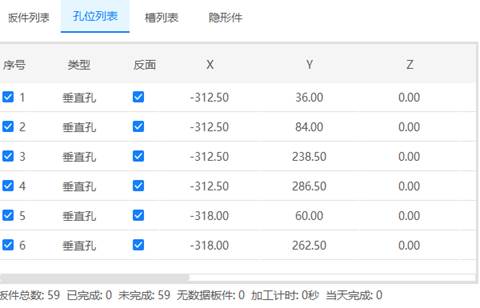 板件列表 孔位列表 槽列表 隐形件
序号 类型 反面 X Y Z
1 垂直孔 -312.50 36.00 0.00
2 垂直孔 -312.50 84.00 0.00
3 垂直孔 -312.50 238.50 0.00
4 垂直孔 -312.50 286.50 0.00
5 垂直孔 -318.00 60.00 0.00
6 垂直孔 -318.00 262.50 0.00
板件总数: 59 已完成: 0 未完成: 59 无数据板件: 0 加工计时: 0秒 当天完成: 0